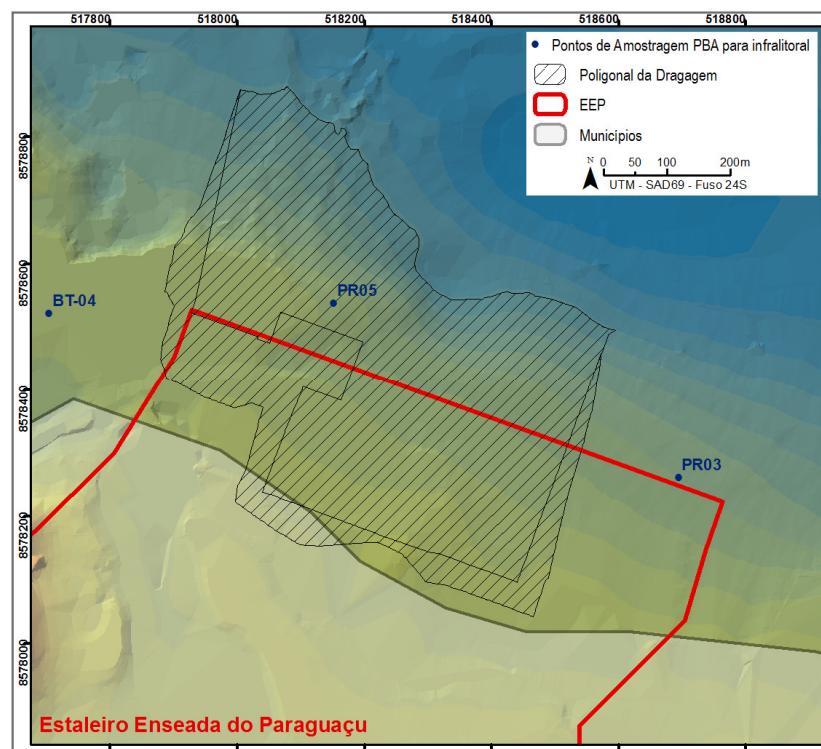 517800 518000 518200 518400 518600 518800
Pontos de Amostragem PBA para infralitoral
Poligonal da Dragagem
EEP
Municípios
N 0 50 100 200m
UTM - SAD69 - Fuso 24S
8578800
8578600
8578400
8578200
8578000
BT-04
PR05
PR03
Estaleiro Enseada do Paraguaçu